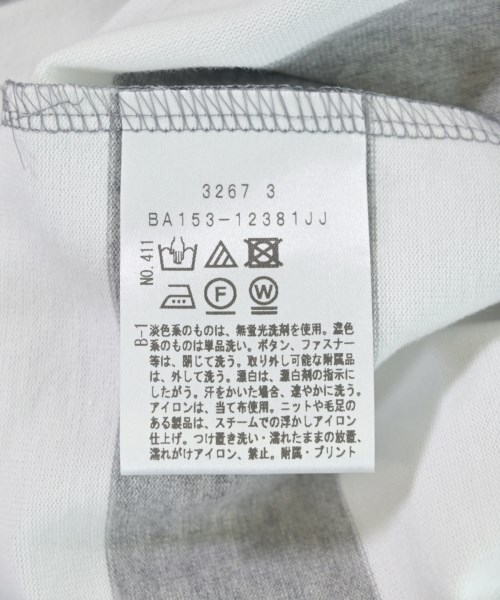 3267 3
BA153-12381JJ
NO.411
F
W
B-1
淡色系のものは、無蛍光洗剤を使用。濃色
系のものは単品洗い。ボタン、ファスナー
等は、閉じて洗う。取り外し可能な附属品
は、外して洗う。漂白は、漂白剤の指示に
したがう。汗をかいた場合、速やかに洗う。
アイロンは、当て布使用。ニットや毛足の
ある製品は、スチームでの浮かしアイロン
仕上げ。つけ置き洗い・濡れたままの放置、
濡れがけアイロン、禁止。附属・プリント